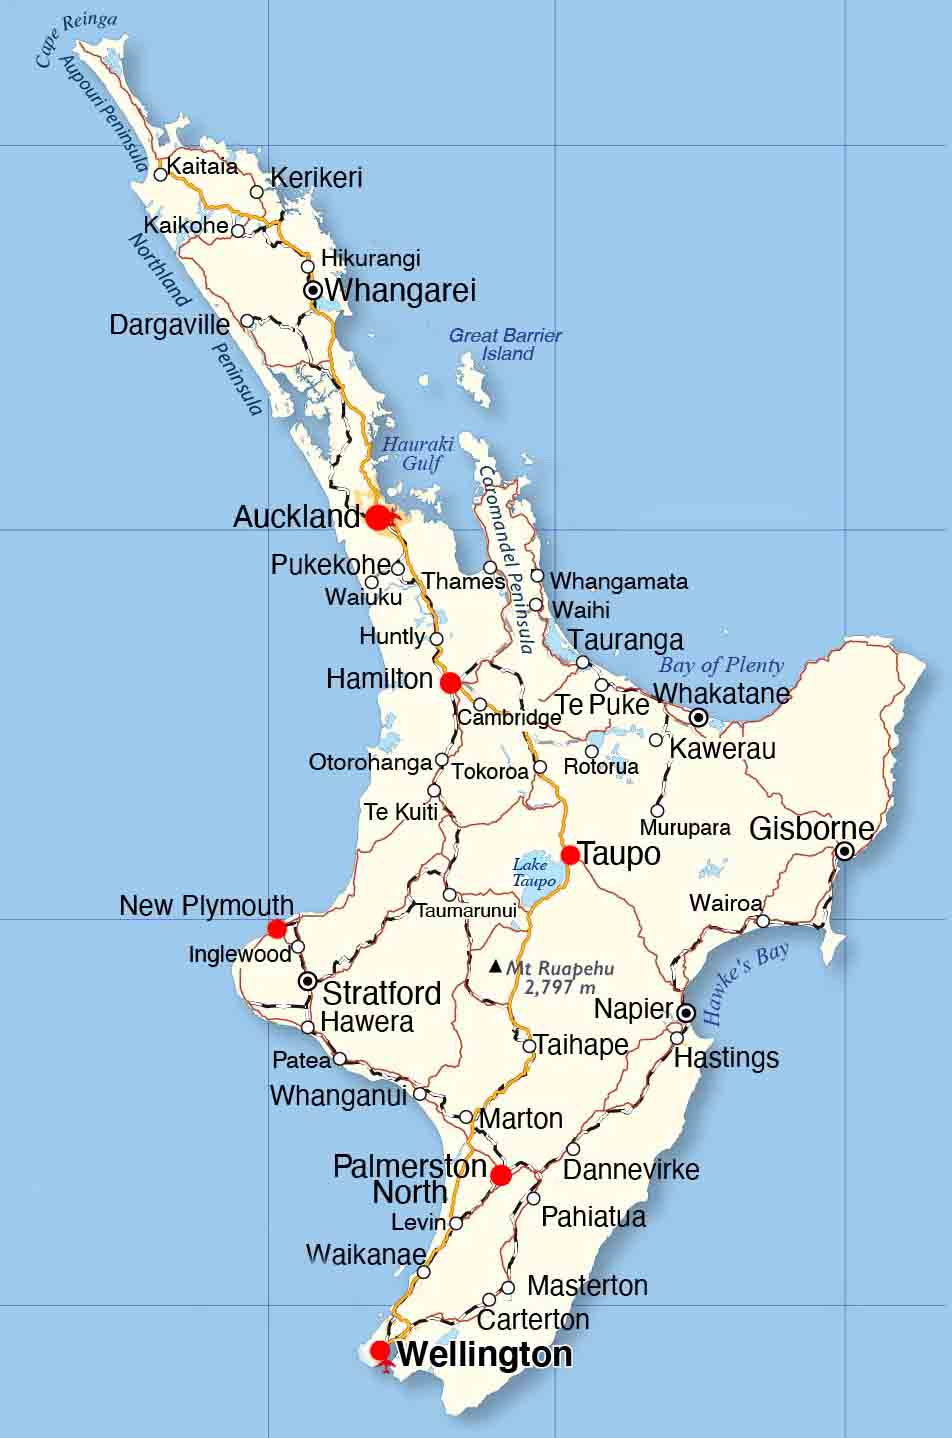 Cape Reinga
Aupouri Peninsula
Kaitaia
Kerikeri
Kaikohe
Northland
Peninsula
Hikurangi
Whangarei
Dargaville
Great Barrier
Island
Hauraki
Gulf
Coromandel Peninsula
Auckland
Pukekohe
Waiuku
Thames
Whangamata
Waihi
Huntly
Tauranga
Bay of Plenty
Hamilton
Te Puke
Whakatane
Cambridge
Kawerau
Otorohanga
Tokoroa
Rotorua
Te Kuiti
Murupara
Gisborne
Taupo
Lake
Taupo
New Plymouth
Taumarunui
Wairoa
Inglewood
Hawke's Bay
Mt Ruapehu
2,797 m
Stratford
Napier
Hawera
Taihape
Hastings
Patea
Whanganui
Marton
Palmerston
North
Dannevirke
Levin
Pahiatua
Waikanae
Masterton
Carterton
Wellington